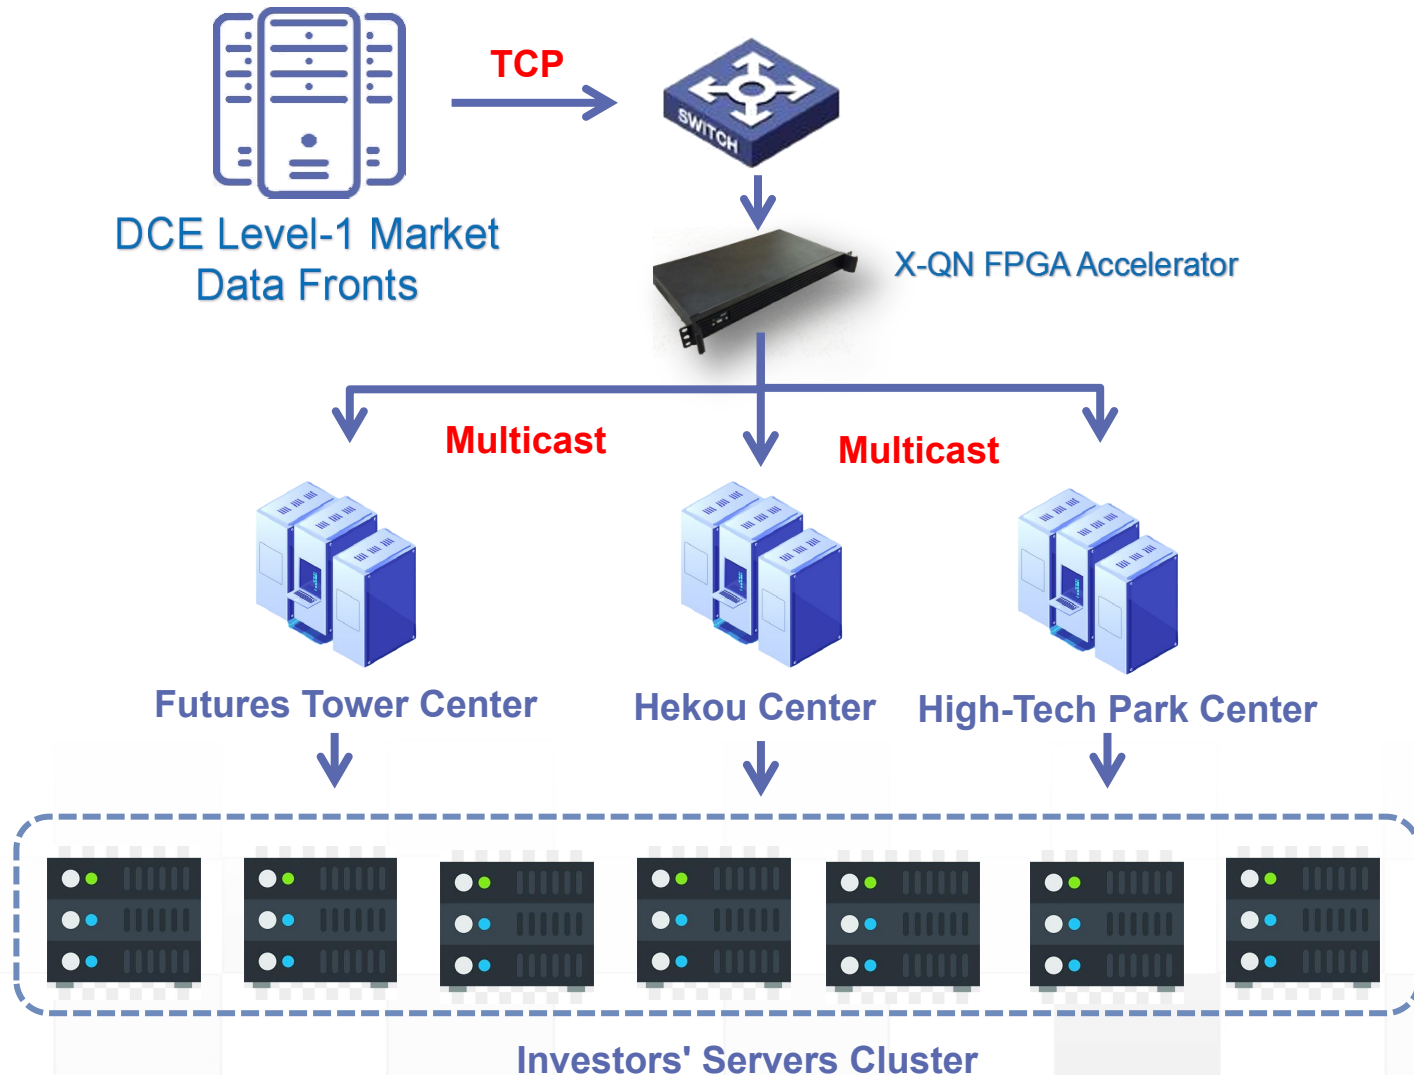 TCP
SWITCH
DCE Level-1 Market
Data Fronts
X-QN FPGA Accelerator
Multicast
Multicast
Futures Tower Center
Hekou Center
High-Tech Park Center
Investors' Servers Cluster